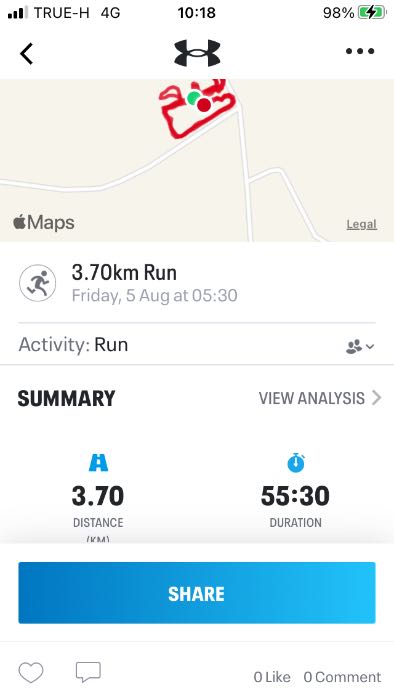 TRUE-H 4G 10:18 98%
Maps
Legal
3.70km Run
Friday, 5 Aug at 05:30
Activity: Run
SUMMARY
VIEW ANALYSIS
3.70
55:30
DISTANCE
DURATION
(KM)
SHARE
0 Like 0 Comment